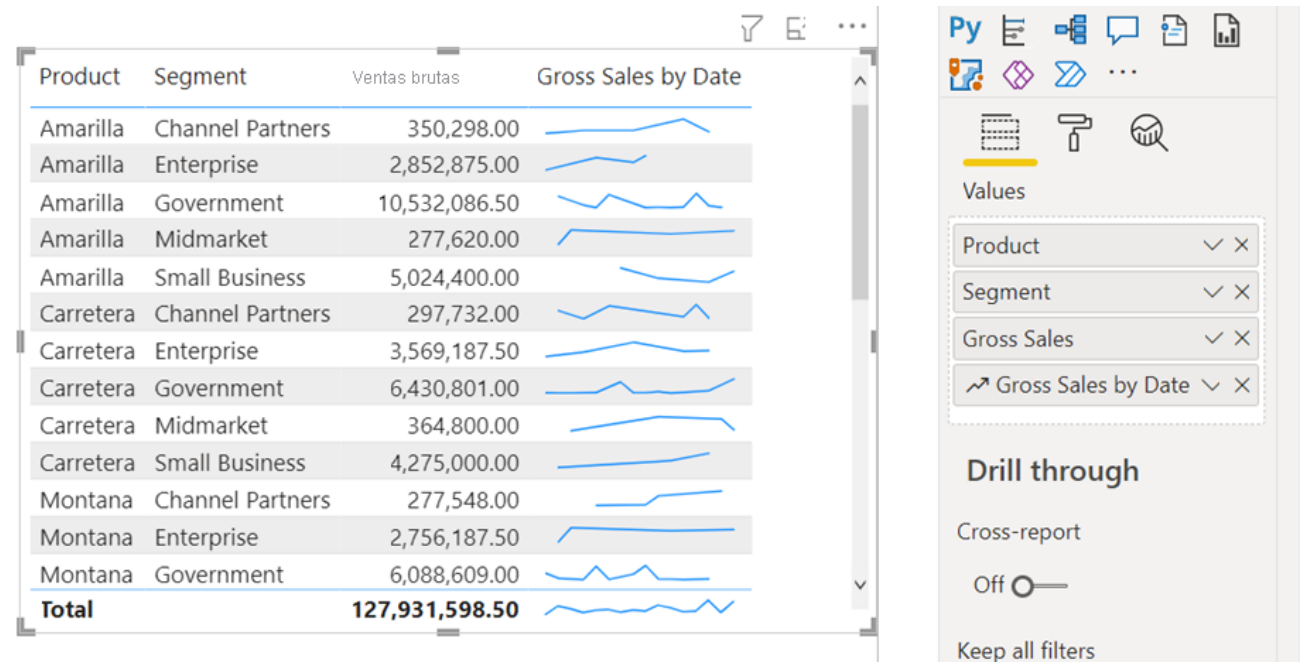 Product Segment Ventas brutas Gross Sales by Date
Amarilla Channel Partners 350,298.00
Amarilla Enterprise 2,852,875.00
Amarilla Government 10,532,086.50
Amarilla Midmarket 277,620.00
Amarilla Small Business 5,024,400.00
Carretera Channel Partners 297,732.00
Carretera Enterprise 3,569,187.50
Carretera Government 6,430,801.00
Carretera Midmarket 364,800.00
Carretera Small Business 4,275,000.00
Montana Channel Partners 277,548.00
Montana Enterprise 2,756,187.50
Montana Government 6,088,609.00
Total 127,931,598.50
Py
Values
Product
Segment
Gross Sales
Gross Sales by Date
Drill through
Cross-report
Off
Keep all filters